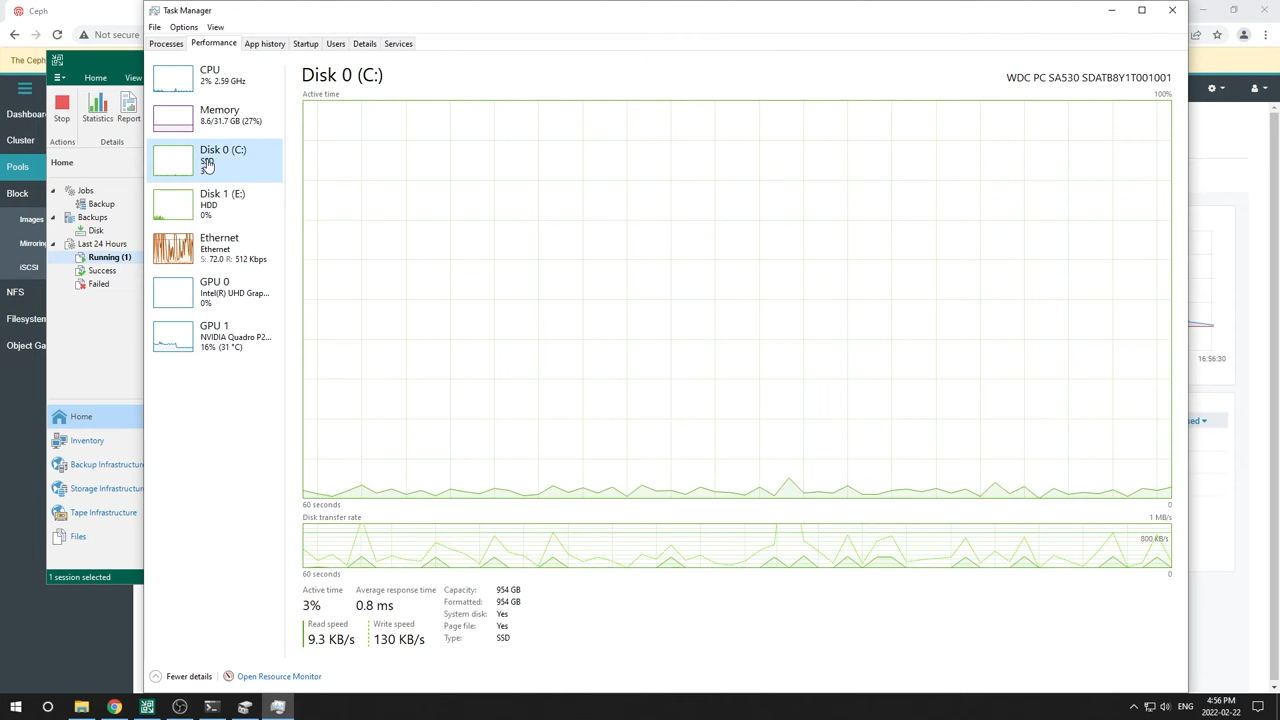 Ceph
Task Manager
File Options View
Not secure
The Ceph
Processes Performance App history Startup Users Details Services
Home View
Stop Statistics Report
Actions Details
Home
Dashboar
Cluster
Pools
Block
Images
Mirroring
iSCSI
NFS
Filesystem
Object Ga
Jobs
Backup
Backups
Disk
Last 24 Hours
Running (1)
Success
Failed
Home
Inventory
Backup Infrastructure
Storage Infrastructur
Tape Infrastructure
Files
1 session selected
CPU
2% 2.59 GHz
Memory
8.6/31.7 GB (27%)
Disk 0 (C:)
SSD
Disk 1 (E:)
HDD
0%
Ethernet
Ethernet
S: 72.0 R: 512 Kbps
GPU 0
Intel(R) UHD Grap...
0%
GPU 1
NVIDIA Quadro P2...
16% (31 °C)
Disk 0 (C:)
WDC PC SA530 SDATB8Y1T001001
Active time 100%
60 seconds 0
Disk transfer rate 1 MB/s
800 KB/s
60 seconds 0
Active time
3%
Average response time
0.8 ms
Read speed
9.3 KB/s
Write speed
130 KB/s
Capacity: 954 GB
Formatted: 954 GB
System disk: Yes
Page file: Yes
Type: SSD
Fewer details Open Resource Monitor
16:56:30
ed
ENG
4:56 PM
2022-02-22